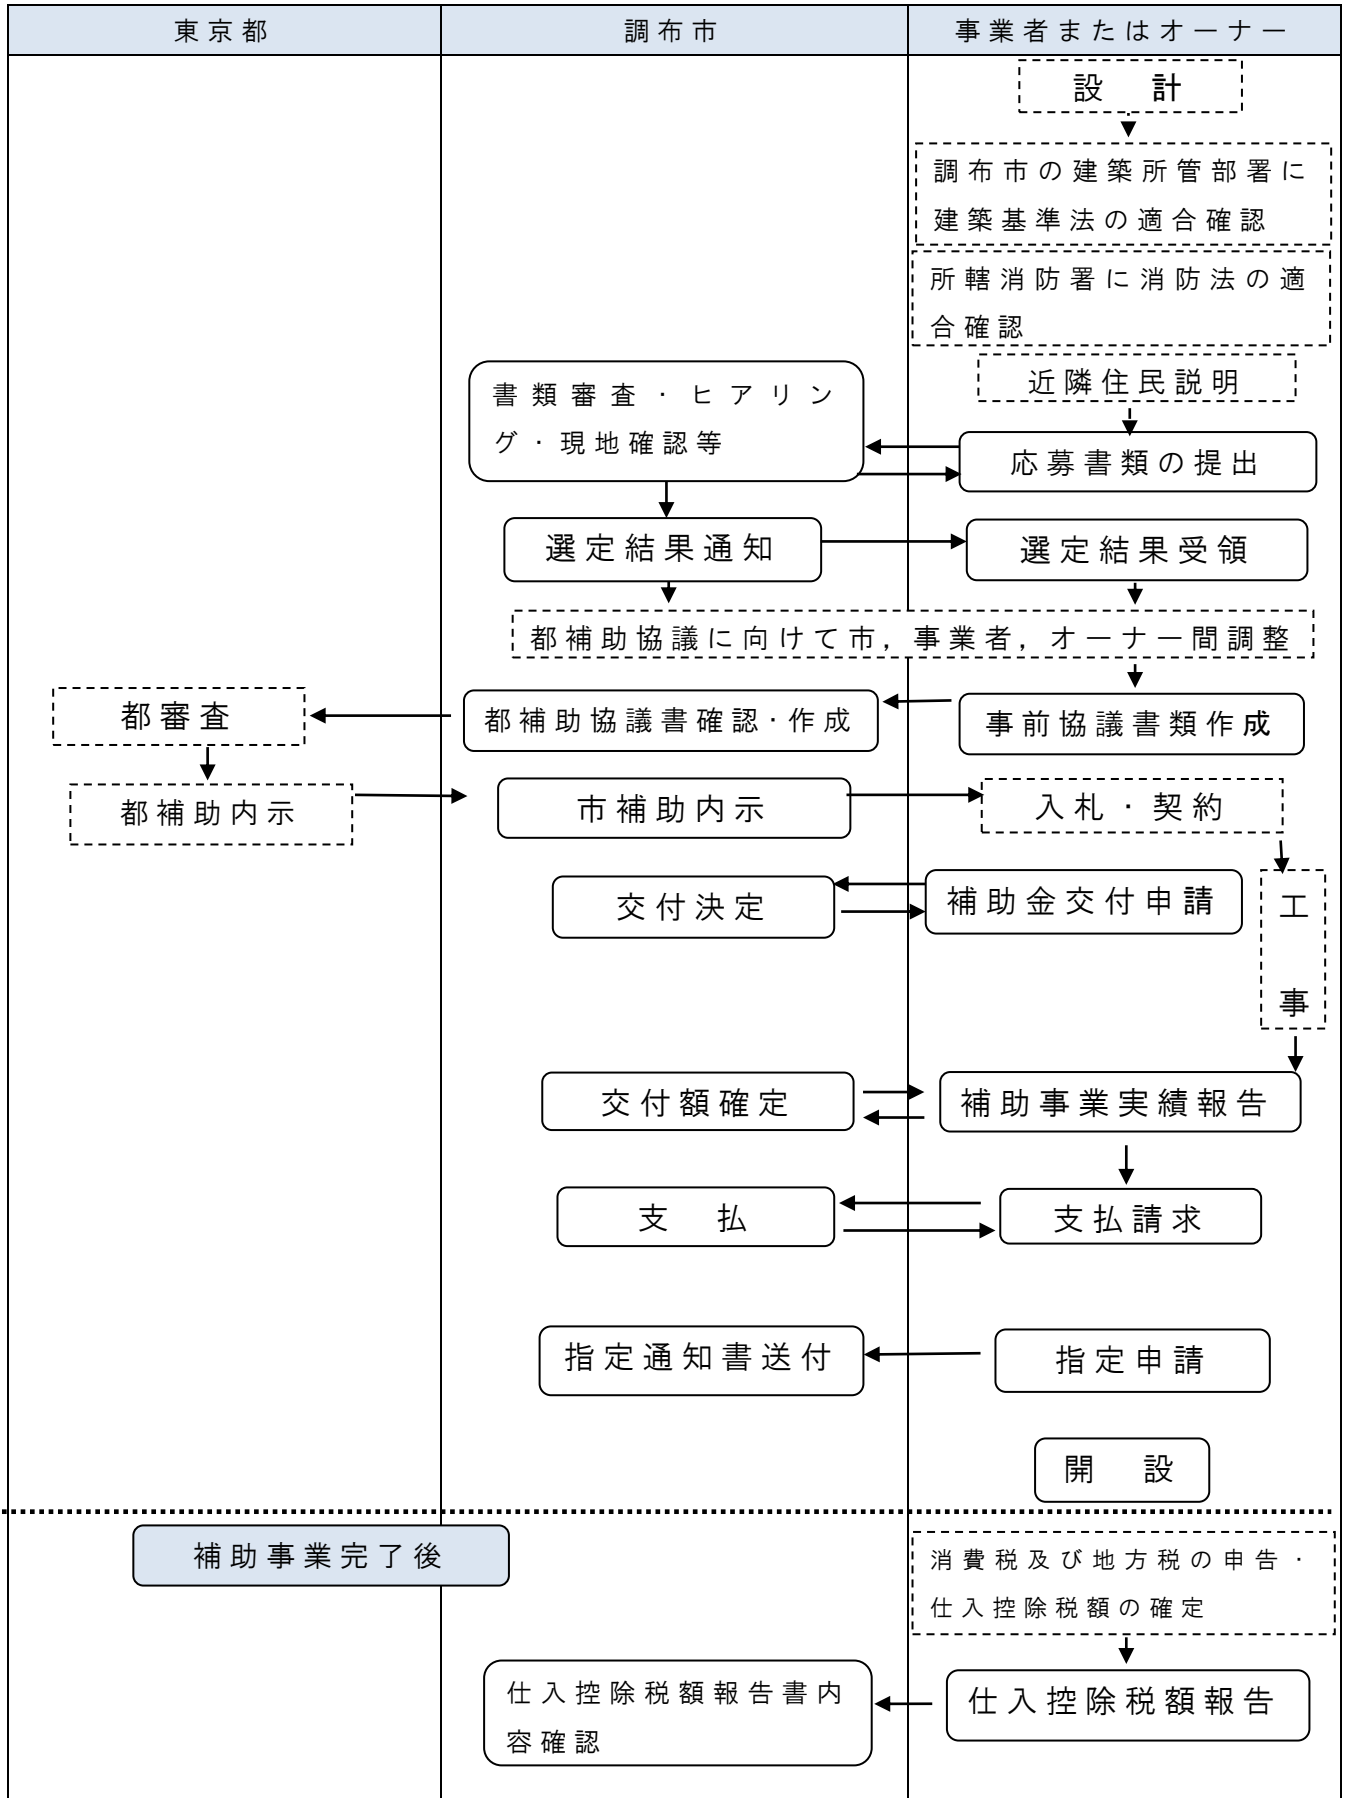 東京都
調布市
事業者またはオーナー
設　計
調布市の建築所管部署に
建築基準法の適合確認
所轄消防署に消防法の適
合確認
近隣住民説明
書類審査・ヒアリン
グ・現地確認等
応募書類の提出
選定結果通知
選定結果受領
都補助協議に向けて市，事業者，オーナー間調整
都審査
都補助協議書確認・作成
事前協議書類作成
都補助内示
市補助内示
入札・契約
交付決定
補助金交付申請
工
事
交付額確定
補助事業実績報告
支　払
支払請求
指定通知書送付
指定申請
開　設
補助事業完了後
消費税及び地方税の申告・
仕入控除税額の確定
仕入控除税額報告書内
容確認
仕入控除税額報告